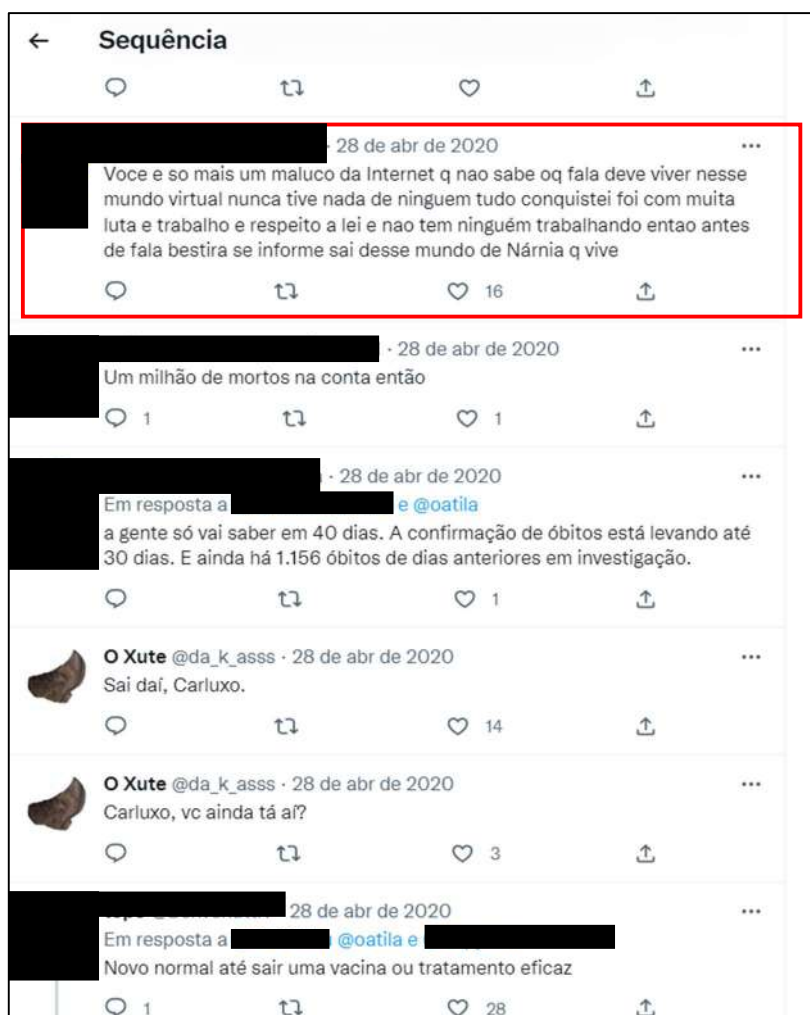 Sequência
· 28 de abr de 2020
Voce e so mais um maluco da Internet q nao sabe oq fala deve viver nesse
mundo virtual nunca tive nada de ninguem tudo conquistei foi com muita
luta e trabalho e respeito a lei e nao tem ninguém trabalhando entao antes
de fala bestira se informe sai desse mundo de Nárnia q vive
16
· 28 de abr de 2020
Um milhão de mortos na conta então
1 1
· 28 de abr de 2020
Em resposta a e @oatila
a gente só vai saber em 40 dias. A confirmação de óbitos está levando até
30 dias. E ainda há 1.156 óbitos de dias anteriores em investigação.
1
O Xute @da_k_asss · 28 de abr de 2020
Sai daí, Carluxo.
14
O Xute @da_k_asss · 28 de abr de 2020
Carluxo, vc ainda tá aí?
3
28 de abr de 2020
Em resposta a @oatila e
Novo normal até sair uma vacina ou tratamento eficaz
1 28